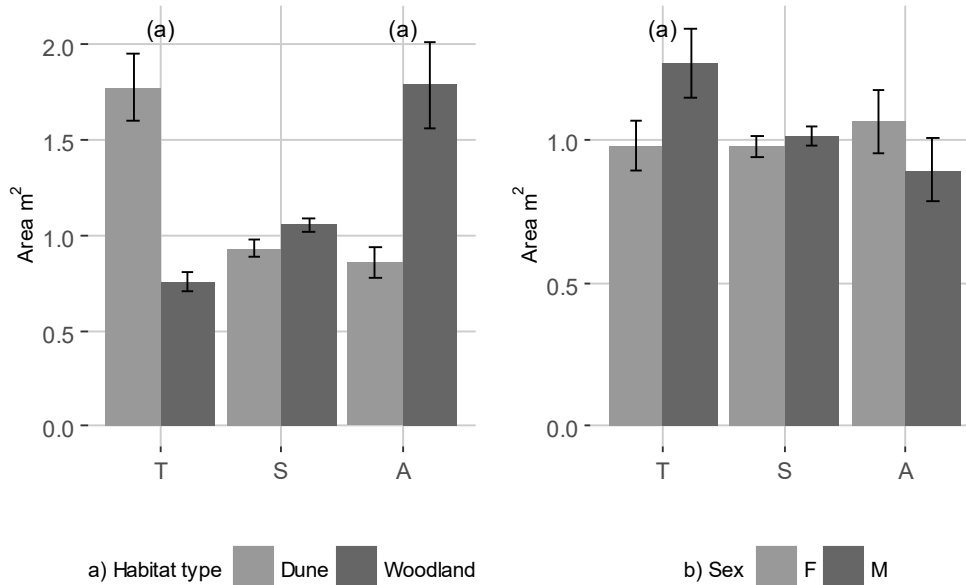 (a)
(a)
2.0
1.5
1.0
0.5
0.0
Area m²
T
S
A
a) Habitat type
Dune
Woodland
(a)
1.0
0.5
0.0
Area m²
T
S
A
b) Sex
F
M